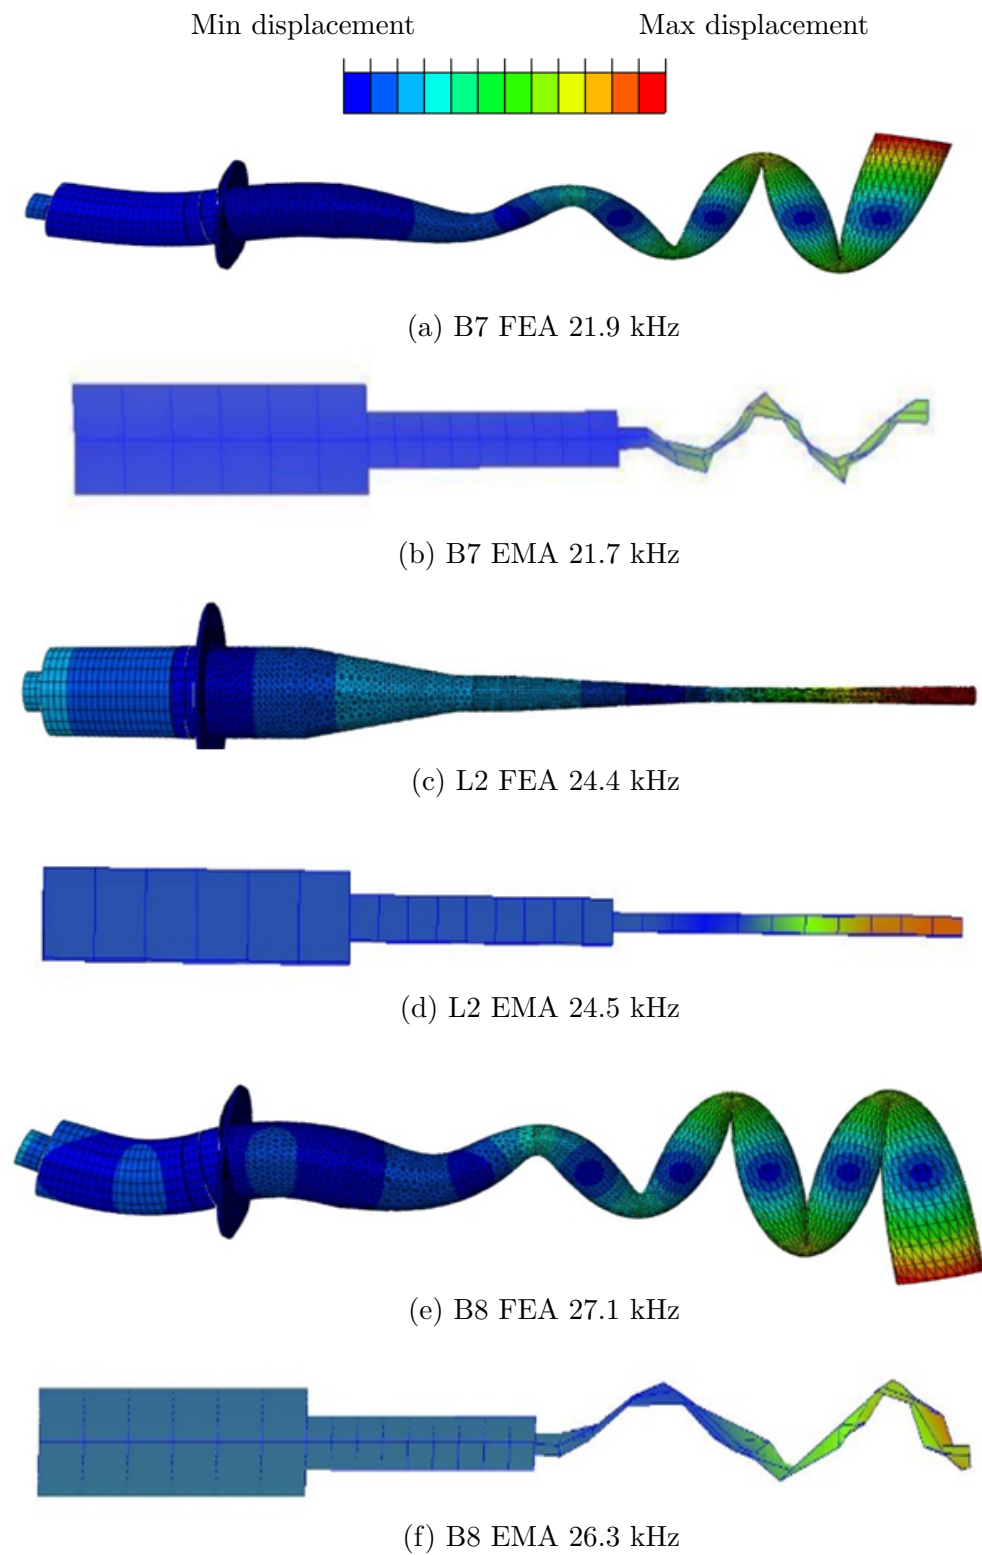 Min displacement Max displacement
(a) B7 FEA 21.9 kHz
(b) B7 EMA 21.7 kHz
(c) L2 FEA 24.4 kHz
(d) L2 EMA 24.5 kHz
(e) B8 FEA 27.1 kHz
(f) B8 EMA 26.3 kHz